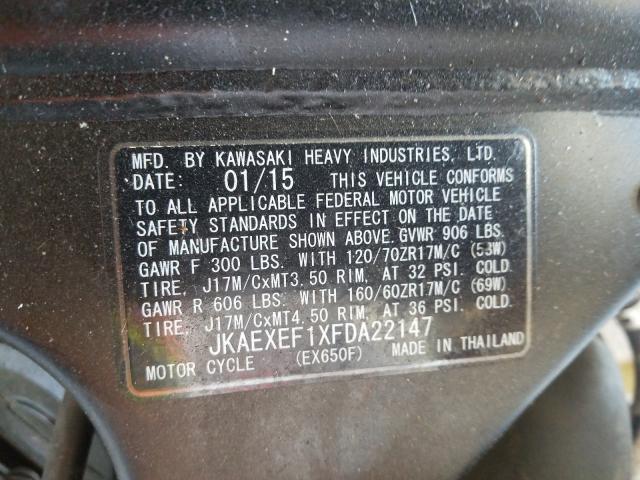 MFD. BY KAWASAKI HEAVY INDUSTRIES, LTD.
DATE: 01/15 THIS VEHICLE CONFORMS
TO ALL APPLICABLE FEDERAL MOTOR VEHICLE
SAFETY STANDARDS IN EFFECT ON THE DATE
OF MANUFACTURE SHOWN ABOVE. GVWR 906 LBS.
GAWR F 300 LBS. WITH 120/70ZR17M/C (53W)
TIRE, J17M/CxMT3.50 RIM, AT 32 PSI. COLD.
GAWR R 606 LBS. WITH 160/60ZR17M/C (69W)
TIRE, J17M/CxMT4.50 RIM, AT 36 PSI. COLD.
JKAEXEF1XFDA22147
MOTOR CYCLE (EX650F) MADE IN THAILAND